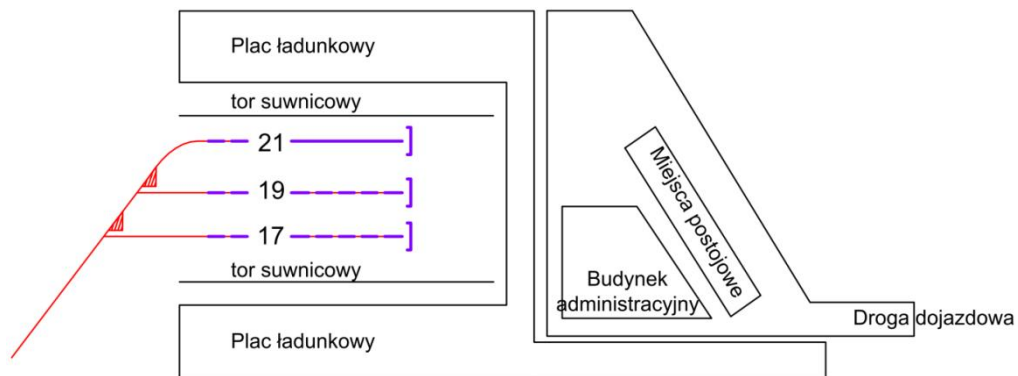 Plac ładunkowy
tor suwnicowy
21
19
17
tor suwnicowy
Plac ładunkowy
Miejsca postojowe
Budynek
administracyjny
Droga dojazdowa